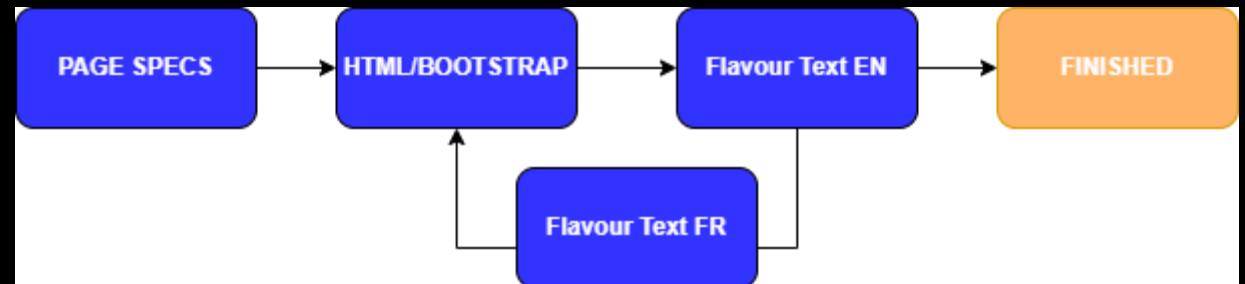 PAGE SPECS
HTML/BOOTSTRAP
Flavour Text EN
FINISHED
Flavour Text FR